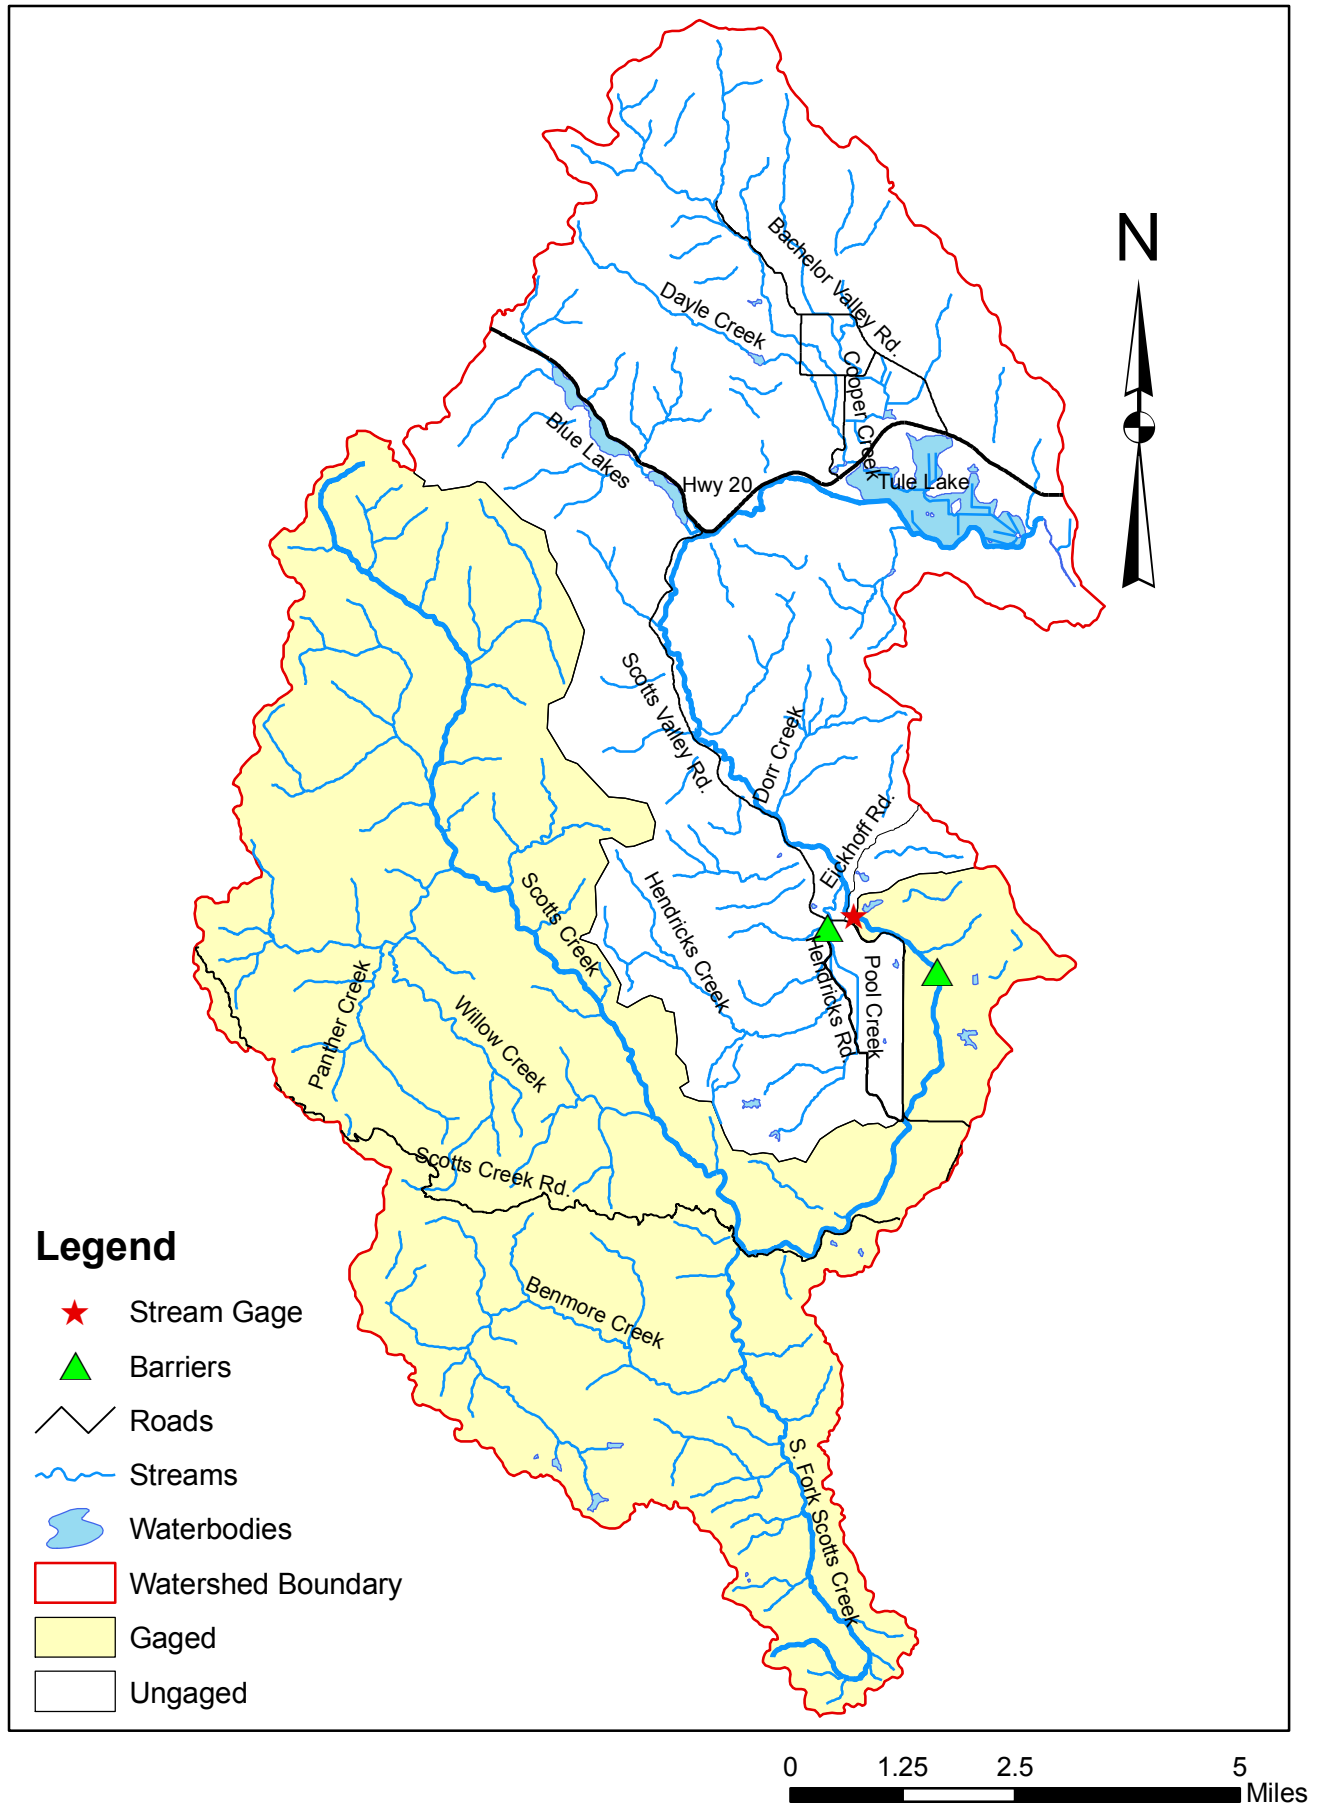 N
Bachelor Valley Rd.
Dayle Creek
Cooper Creek
Blue Lakes
Hwy 20
Tule Lake
Scotts Valley Rd.
Dorr Creek
Eickhoff Rd.
Scotts Creek
Hendricks Creek
Hendricks Rd.
Pool Creek
Panther Creek
Willow Creek
Scotts Creek Rd.
Benmore Creek
S. Fork Scotts Creek
Legend
Stream Gage
Barriers
Roads
Streams
Waterbodies
Watershed Boundary
Gaged
Ungaged
0 1.25 2.5 5
Miles